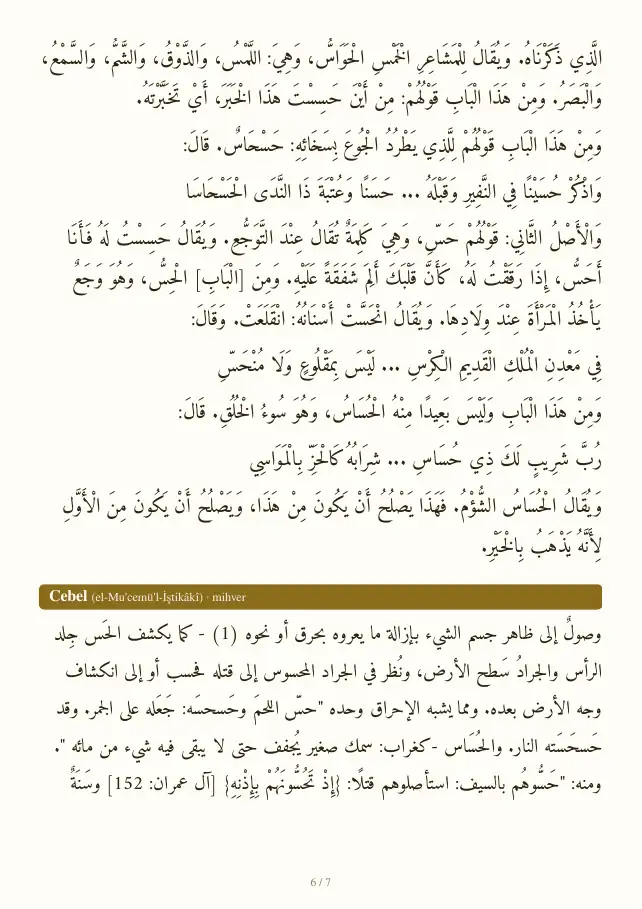 الَّذِي ذَكَرْنَاهُ. وَيُقَالُ لِلْمَشَاعِرِ الْخَمْسِ الْحَوَاسُّ، وَهِيَ: اللَّمْسُ، وَالذَّوْقُ، وَالشَّمُّ، وَالسَّمْعُ،
وَالْبَصَرُ. وَمِنْ هَذَا الْبَابِ قَوْلُهُمْ: مِنْ أَيْنَ حَسِسْتَ هَذَا الْخَبَرَ، أَيْ تَخَبَّرْتَهُ.
وَمِنْ هَذَا الْبَابِ قَوْلُهُمْ لِلَّذِي يَطْرُدُ الْجُوعَ بِسَخَائِهِ: حَسْحَاسٌ. قَالَ:
وَاذْكُرْ حُسَيْنًا فِي النَّفِيرِ وَقَبْلَهُ ... حَسَنًا وَعُتْبَةَ ذَا النَّدَى الْحَسْحَاسَا
وَالْأَصْلُ الثَّانِي: قَوْلُهُمْ حَسِّ، وَهِيَ كَلِمَةٌ تُقَالُ عِنْدَ التَّوَجُّعِ. وَيُقَالُ حَسِسْتُ لَهُ فَأَنَا
أَحَسُّ، إِذَا رَقَقْتُ لَهُ، كَأَنَّ قَلْبَكَ أَلِمَ شَفَقَةً عَلَيْهِ. وَمِنَ [الْبَابِ] الْحِسُّ، وَهُوَ وَجَعٌ
يَأْخُذُ الْمَرْأَةَ عِنْدَ وِلَادِهَا. وَيُقَالُ انْحَسَّتْ أَسْنَانُهُ: انْقَلَعَتْ. وَقَالَ:
فِي مَعْدِنِ الْمُلْكِ الْقَدِيمِ الْكِرْسِ ... لَيْسَ بِمَقْلُوعٍ وَلَا مُنْحَسِّ
وَمِنْ هَذَا الْبَابِ وَلَيْسَ بَعِيدًا مِنْهُ الْحُسَاسُ، وَهُوَ سُوءُ الْخُلُقِ. قَالَ:
رُبَّ شَرِيبٍ لَكَ ذِي حُسَاسِ ... شِرَابُهُ كَالْحَزِّ بِالْمَوَاسِي
وَيُقَالُ الْحُسَاسُ الشُّؤْمُ. فَهَذَا يَصْلُحُ أَنْ يَكُونَ مِنْ هَذَا، وَيَصْلُحُ أَنْ يَكُونَ مِنَ الْأَوَّلِ
لِأَنَّهُ يَذْهَبُ بِالْخَيْرِ.
Cebel (el-Mu'cemü'l-İştikâkî) · mihver
وصولٌ إلى ظاهر جسم الشيء بإزالة ما يعروه بحرق أو نحوه (1) - كما يكشف الحَس جِلد
الرأس والجرادُ سَطح الأرض، ونُظر في الجراد المحسوس إلى قتله فحسب أو إلى انكشاف
وجه الأرض بعده. ومما يشبه الإحراق وحده "حسّ اللحمَ وحَسحسَه: جَعَله على الجمر. وقد
حَسحَسَته النار. والحُسَاس -كغراب: سمك صغير يُجفف حتى لا يبقى فيه شيء من مائه ".
ومنه: "حَسُّوهُم بالسيف: استأصلوهم قتلًا: {إِذْ تَحُسُّونَهُمْ بِإِذْنِهِ} [آل عمران: 152] وسَنَةٌ
6 / 7